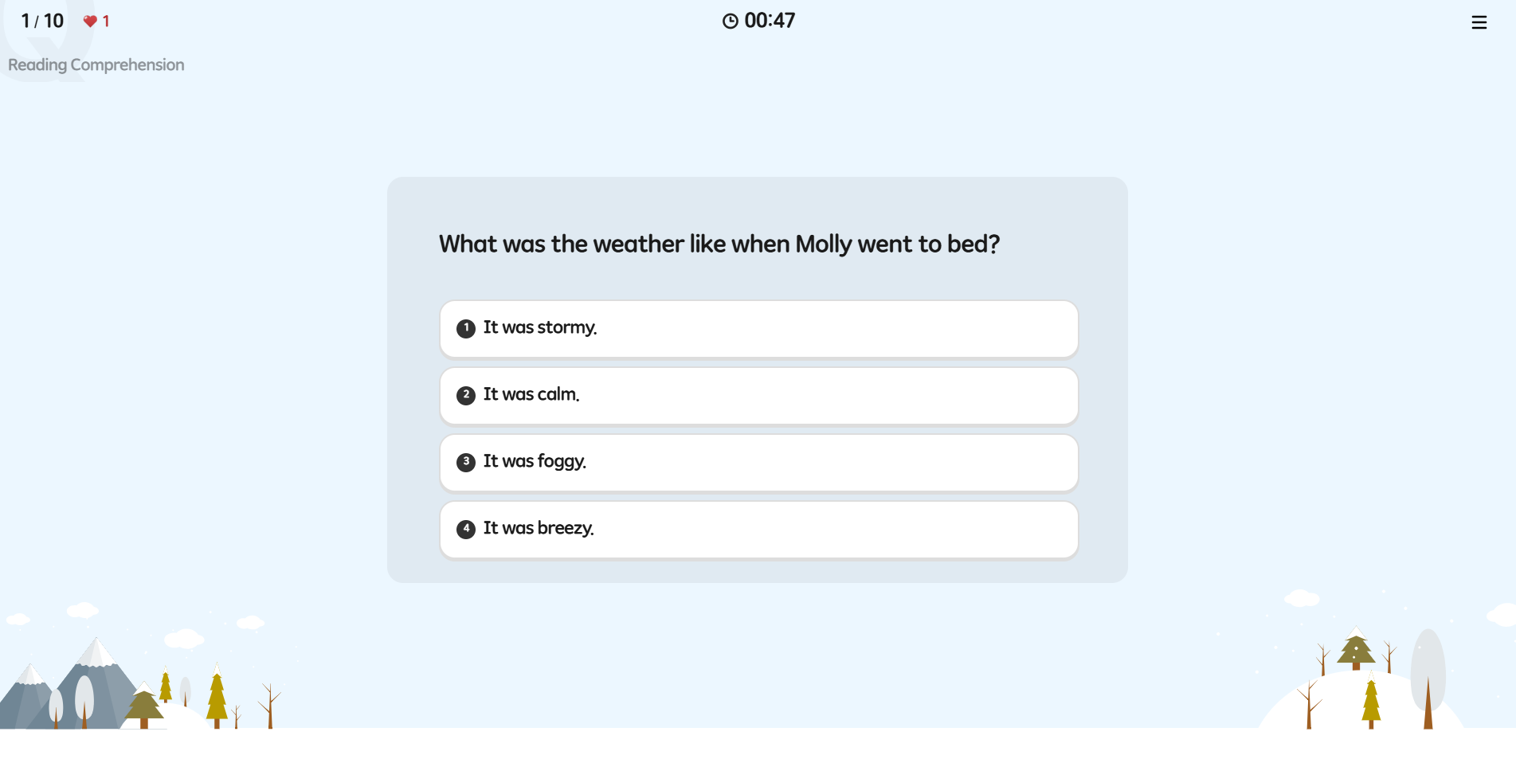 1 / 10 1 00:47
Reading Comprehension
What was the weather like when Molly went to bed?
1 It was stormy.
2 It was calm.
3 It was foggy.
4 It was breezy.